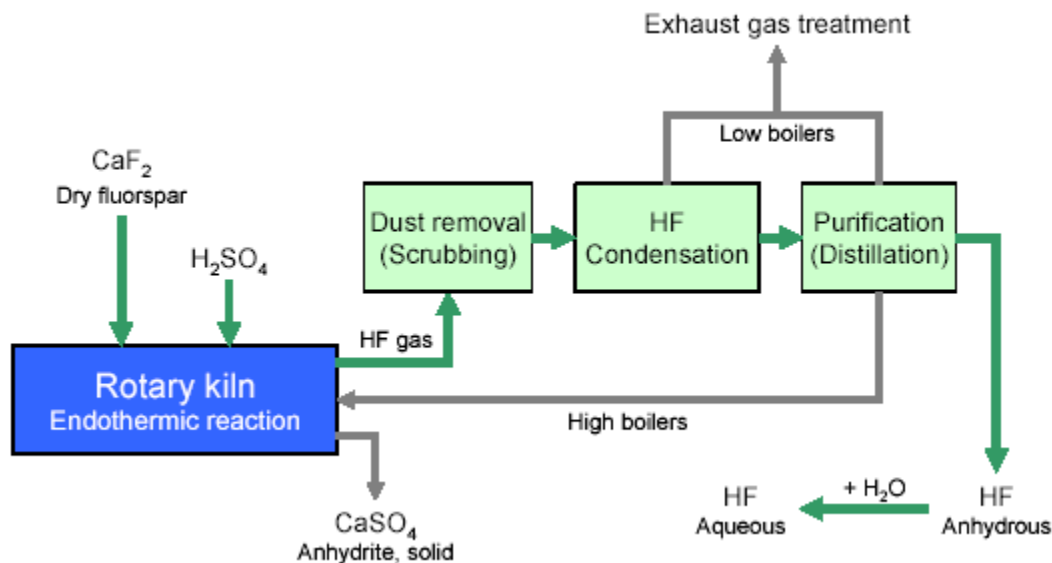 Exhaust gas treatment
Low boilers
CaF₂
Dry fluorspar
H₂SO₄
Dust removal
(Scrubbing)
HF
Condensation
Purification
(Distillation)
HF gas
Rotary kiln
Endothermic reaction
High boilers
CaSO₄
Anhydrite, solid
HF
Aqueous
+ H₂O
HF
Anhydrous